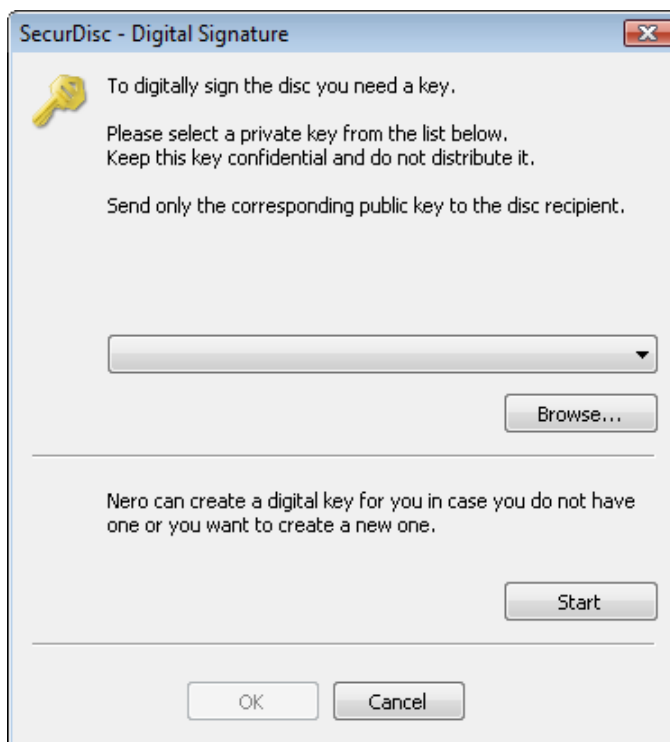 SecurDisc - Digital Signature
To digitally sign the disc you need a key.
Please select a private key from the list below.
Keep this key confidential and do not distribute it.
Send only the corresponding public key to the disc recipient.
Browse...
Nero can create a digital key for you in case you do not have
one or you want to create a new one.
Start
OK
Cancel